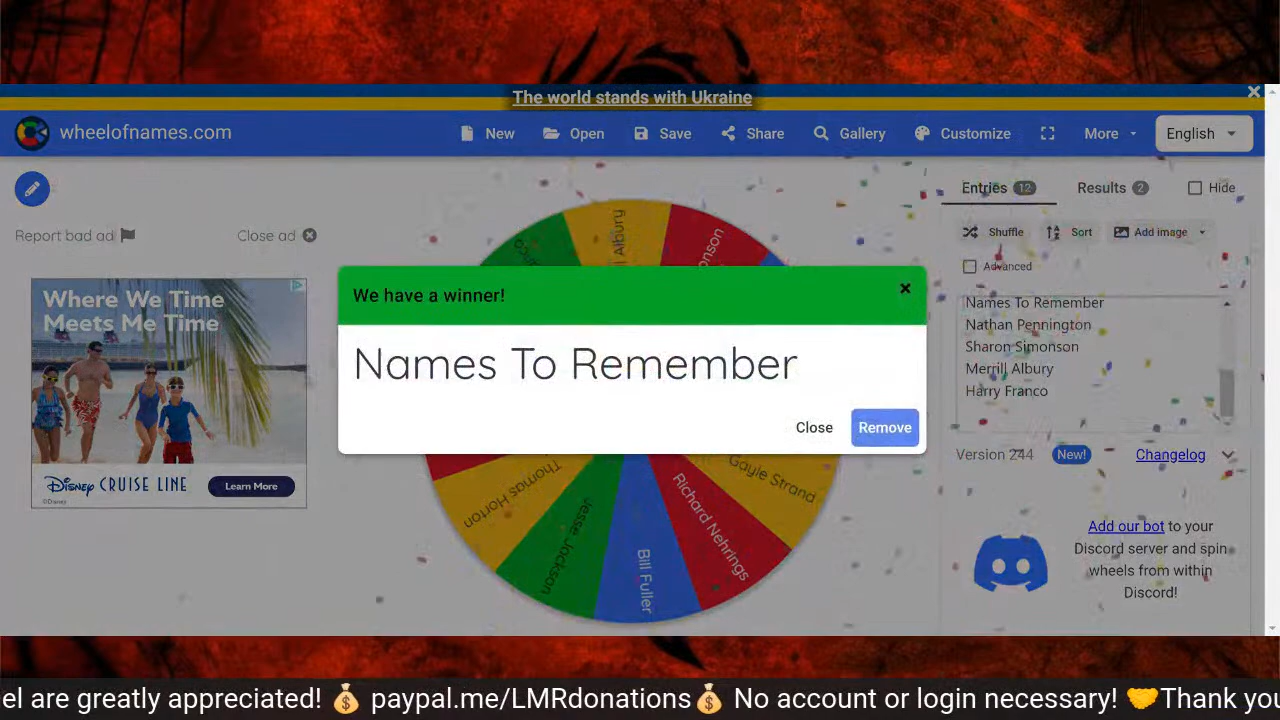 The world stands with Ukraine
wheelofnames.com
New
Open
Save
Share
Gallery
Customize
More
English
Entries 12
Results 2
Hide
Report bad ad
Close ad
Shuffle
Sort
Add image
Advanced
Where We Time
Meets Me Time
Disney CRUISE LINE
Learn More
©Disney
We have a winner!
Names To Remember
Close
Remove
Names To Remember
Nathan Pennington
Sharon Simonson
Merrill Albury
Harry Franco
Albury
onson
Thomas Horton
Jesse Jackson
Bill Fuller
Richard Nehrings
Gayle Strand
Version 244
New!
Changelog
Add our bot to your
Discord server and spin
wheels from within
Discord!
el are greatly appreciated! 💰 paypal.me/LMRdonations💰 No account or login necessary! 🤝Thank you